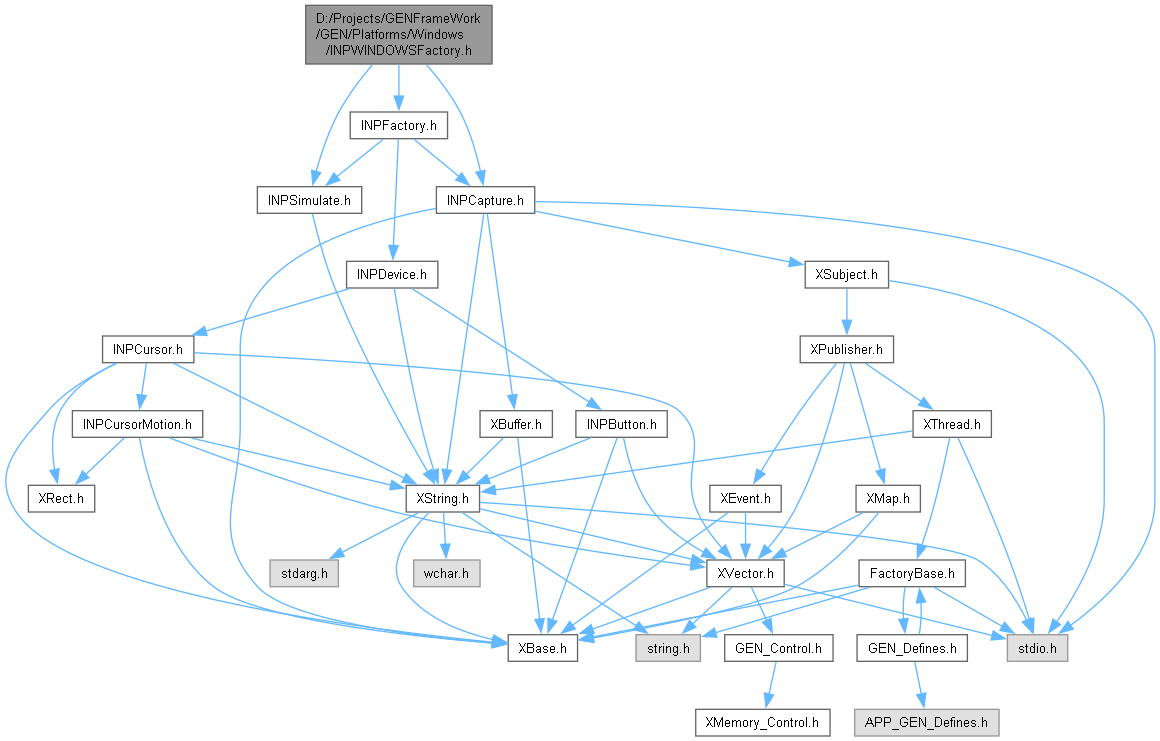 D:/Projects/GENFrameWork
/GEN/Platforms/Windows
/INPWINDOWSFactory.h
INPFactory.h
INPSimulate.h
INPCapture.h
INPDevice.h
XSubject.h
INPCursor.h
XPublisher.h
INPCursorMotion.h
XBuffer.h
INPButton.h
XThread.h
XRect.h
XString.h
XEvent.h
XMap.h
stdarg.h
wchar.h
XVector.h
FactoryBase.h
XBase.h
string.h
GEN_Control.h
GEN_Defines.h
stdio.h
XMemory_Control.h
APP_GEN_Defines.h